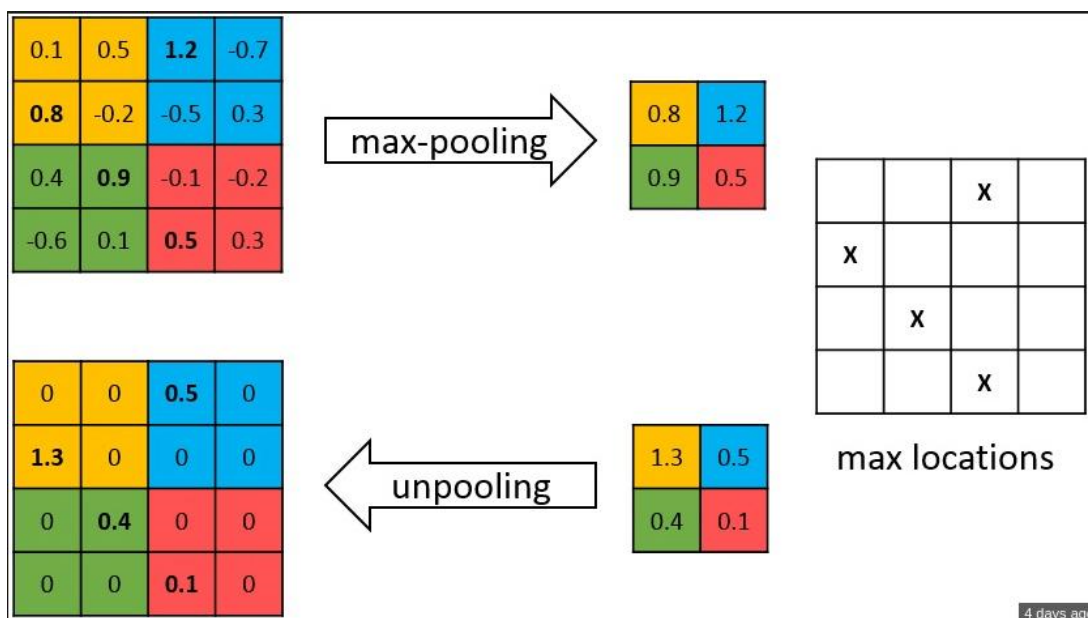 0.1 0.5 1.2 -0.7
0.8 -0.2 -0.5 0.3
0.4 0.9 -0.1 -0.2
-0.6 0.1 0.5 0.3
max-pooling
0.8 1.2
0.9 0.5
X
X
X
X
max locations
0 0 0.5 0
1.3 0 0 0
0 0.4 0 0
0 0 0.1 0
unpooling
1.3 0.5
0.4 0.1
4 days ago